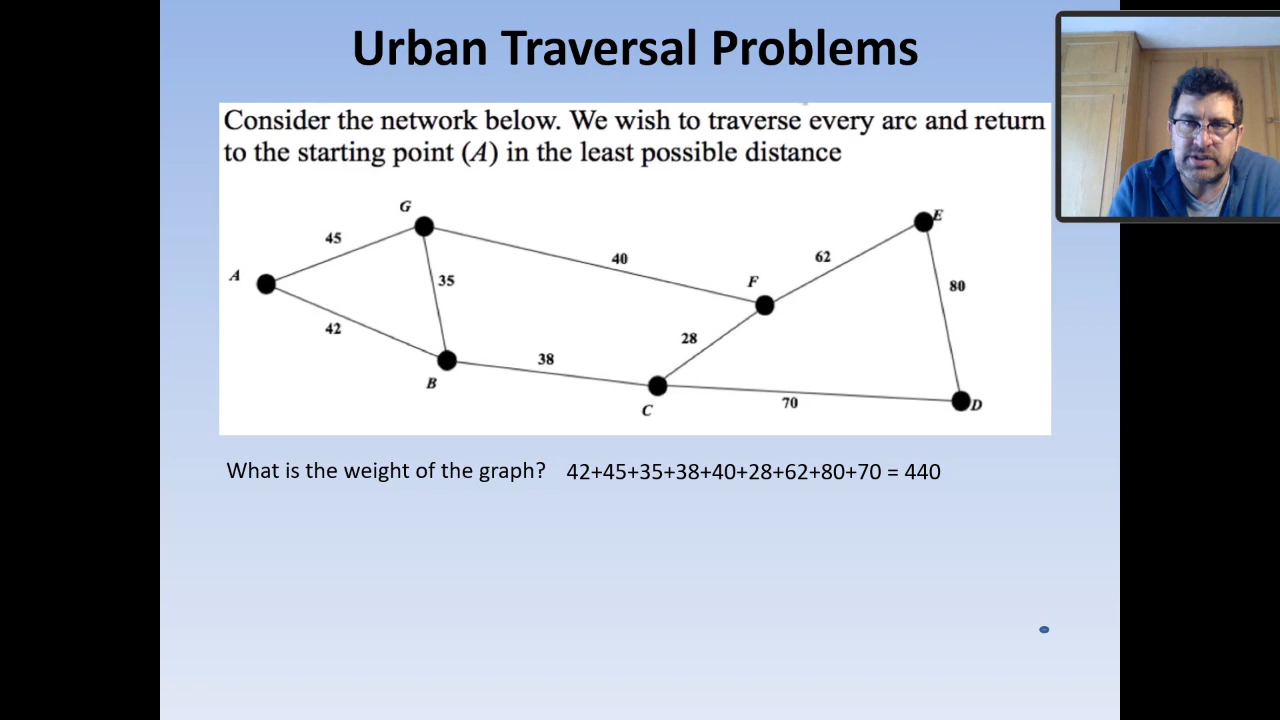 Urban Traversal Problems
Consider the network below. We wish to traverse every arc and return
to the starting point (A) in the least possible distance
G
E
45
40
62
A
F
35
80
42
28
38
B
C
70
D
What is the weight of the graph? 42+45+35+38+40+28+62+80+70 = 440